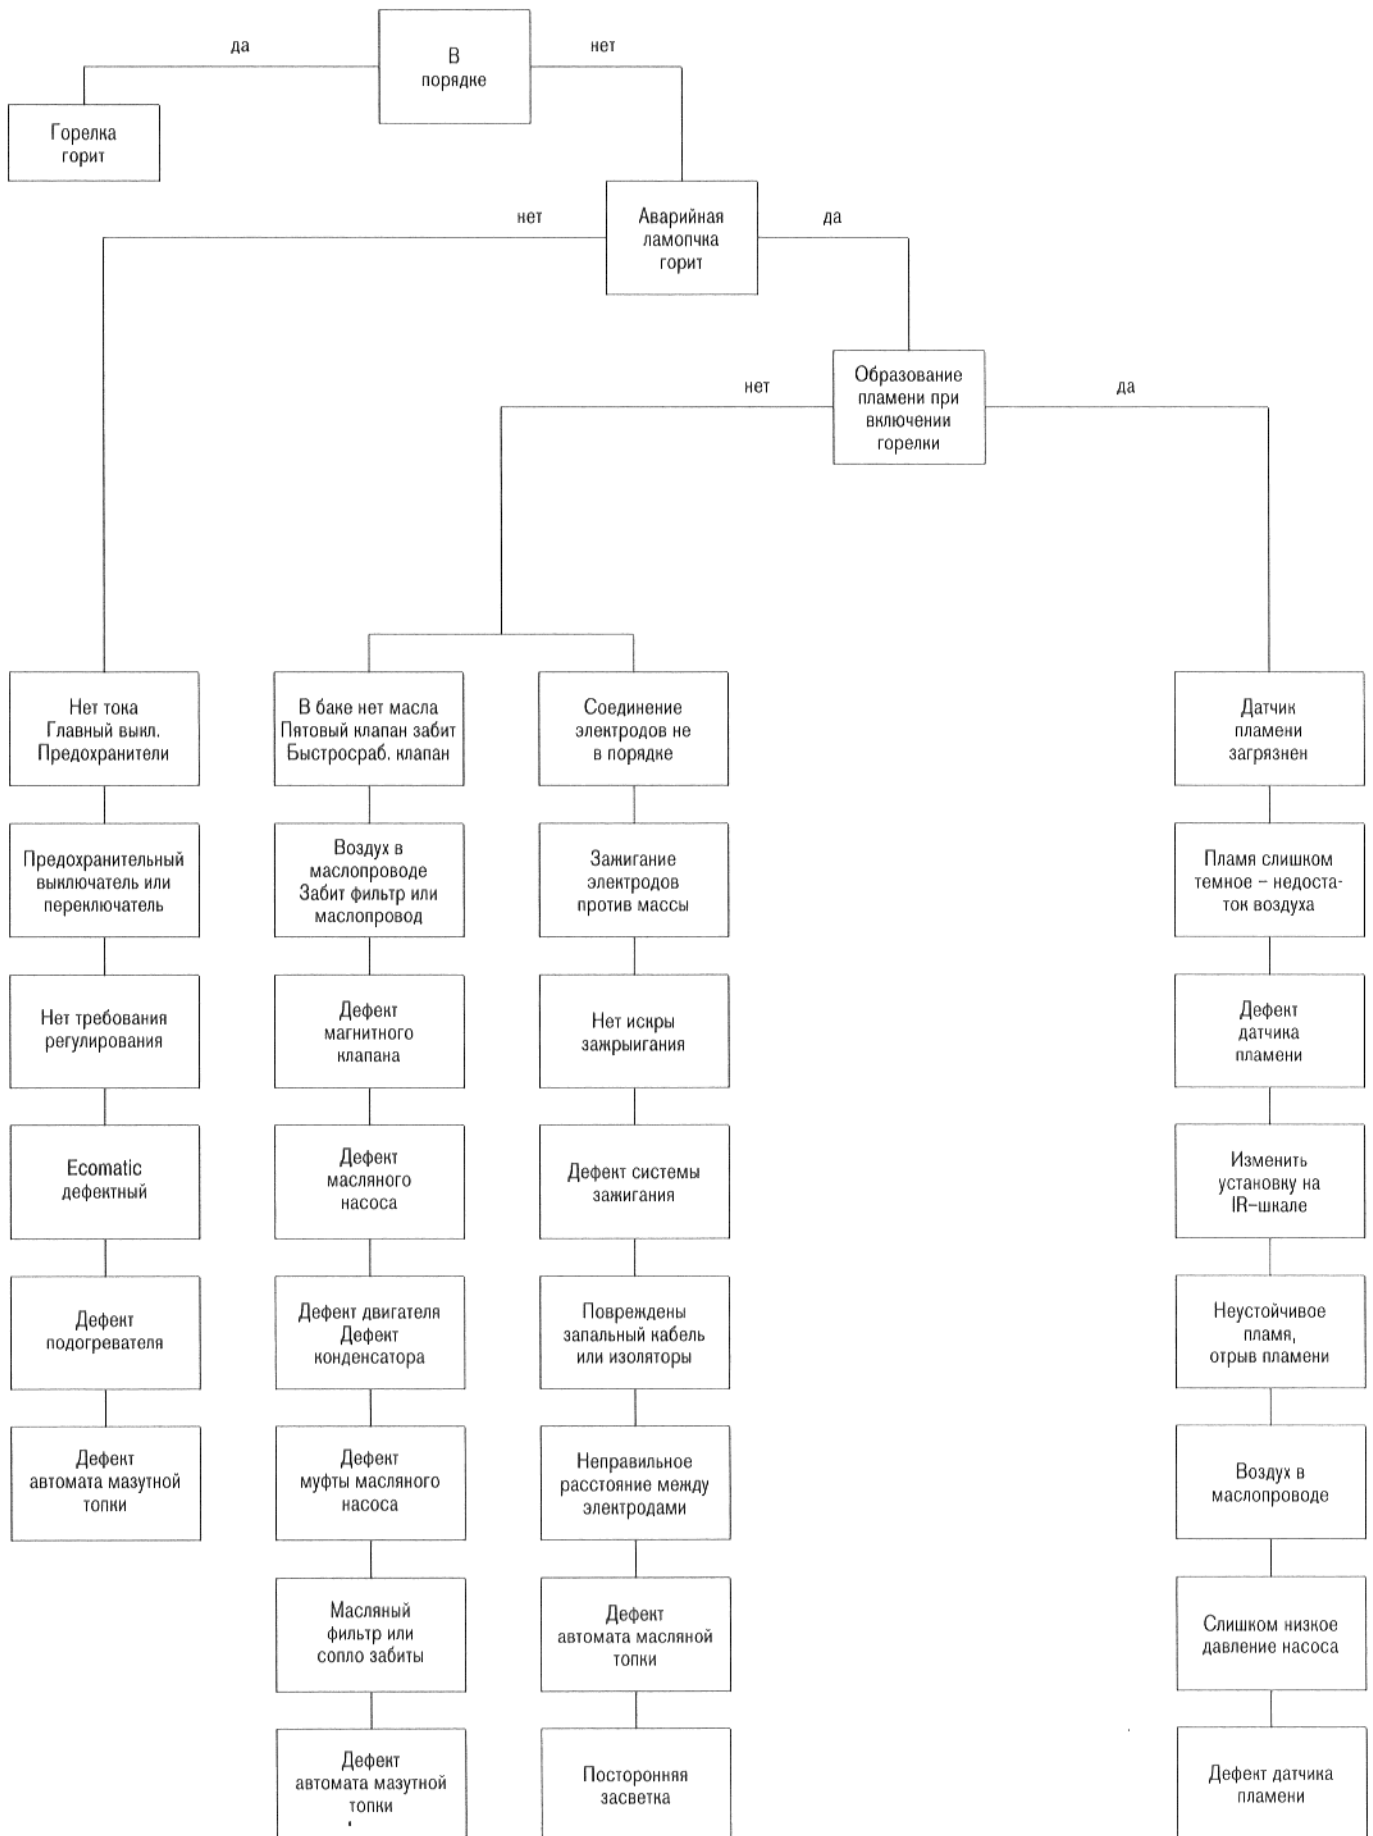 да
В
порядке
нет
Горелка
горит
нет
Аварийная
ламопчка
горит
да
нет
Образование
пламени при
включении
горелки
да
Нет тока
Главный выкл.
Предохранители
В баке нет масла
Пятовый клапан забит
Быстросраб. клапан
Соединение
электродов не
в порядке
Датчик
пламени
загрязнен
Предохранительный
выключатель или
переключатель
Воздух в
маслопроводе
Забит фильтр или
маслопровод
Зажигание
электродов
против массы
Пламя слишком
темное – недоста-
ток воздуха
Нет требования
регулирования
Дефект
магнитного
клапана
Нет искры
зажрыигания
Дефект
датчика
пламени
Ecomatic
дефектный
Дефект
масляного
насоса
Дефект системы
зажигания
Изменить
установку на
IR–шкале
Дефект
подогревателя
Дефект двигателя
Дефект
конденсатора
Повреждены
запальный кабель
или изоляторы
Неустойчивое
пламя,
отрыв пламени
Дефект
автомата мазутной
топки
Дефект
муфты масляного
насоса
Неправильное
расстояние между
электродами
Воздух в
маслопроводе
Масляный
фильтр или
сопло забиты
Дефект
автомата масляной
топки
Слишком низкое
давление насоса
Дефект
автомата мазутной
топки
Посторонняя
засветка
Дефект датчика
пламени